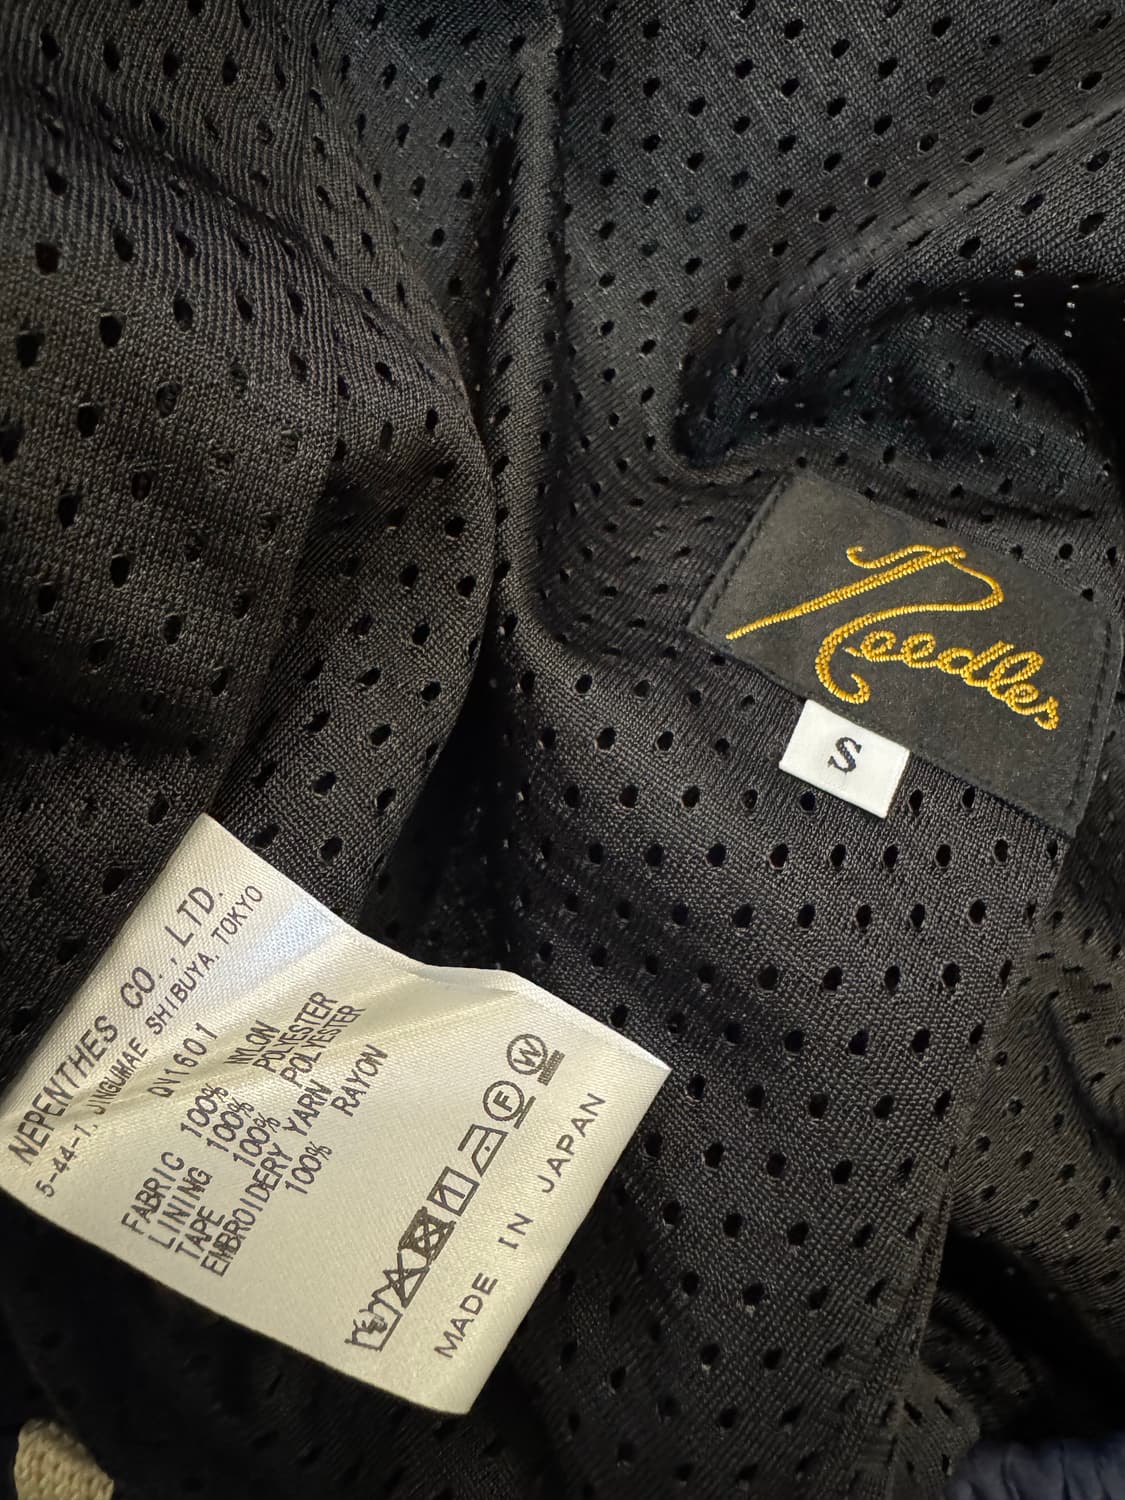 Needles
S
NEPENTHES CO., LTD.
5-44-1, JINGUMAE SHIBUYA. TOKYO
QV1601
FABRIC 100% NYLON
LINING 100% POLYESTER
TAPE 100% POLYESTER
EMBROIDERY YARN
100% RAYON
F W
MADE IN JAPAN